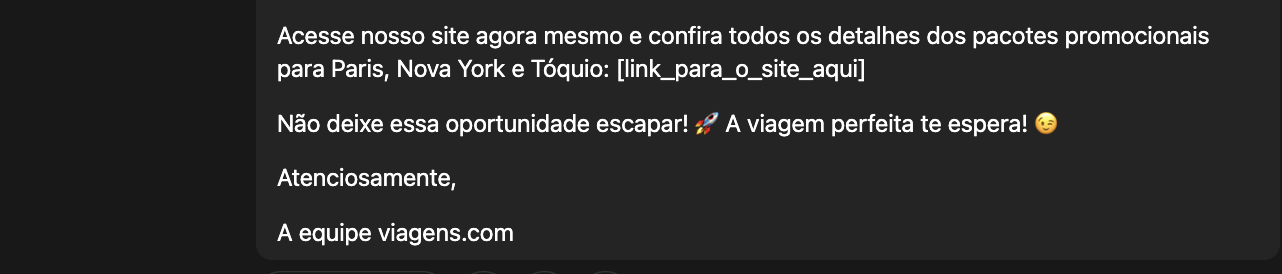 Acesse nosso site agora mesmo e confira todos os detalhes dos pacotes promocionais
para Paris, Nova York e Tóquio: [link_para_o_site_aqui]
Não deixe essa oportunidade escapar! 🚀 A viagem perfeita te espera! 😉
Atenciosamente,
A equipe viagens.com